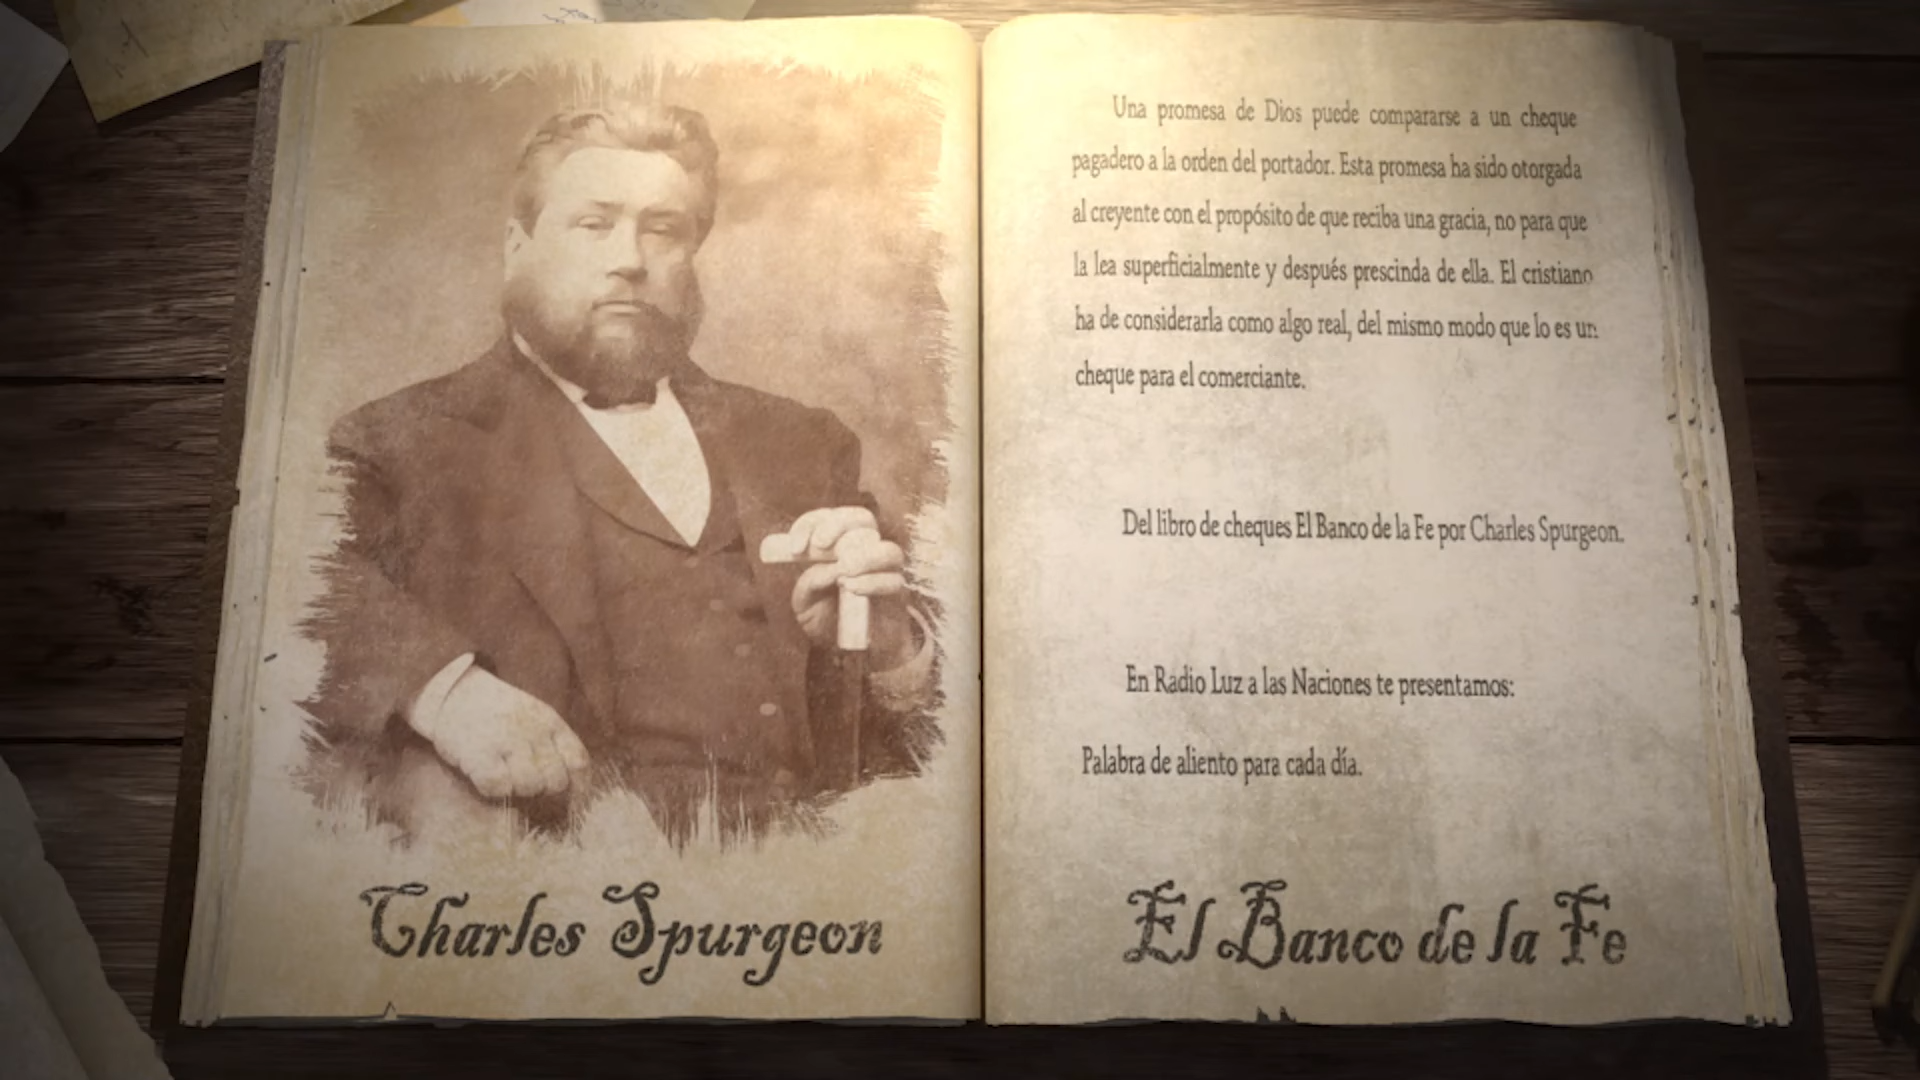 Charles Spurgeon
Una promesa de Dios puede compararse a un cheque
pagadero a la orden del portador. Esta promesa ha sido otorgada
al creyente con el propósito de que reciba una gracia, no para que
la lea superficialmente y después prescinda de ella. El cristiano
ha de considerarla como algo real, del mismo modo que lo es un
cheque para el comerciante.
Del libro de cheques El Banco de la Fe por Charles Spurgeon.
En Radio Luz a las Naciones te presentamos:
Palabra de aliento para cada día.
El Banco de la Fe